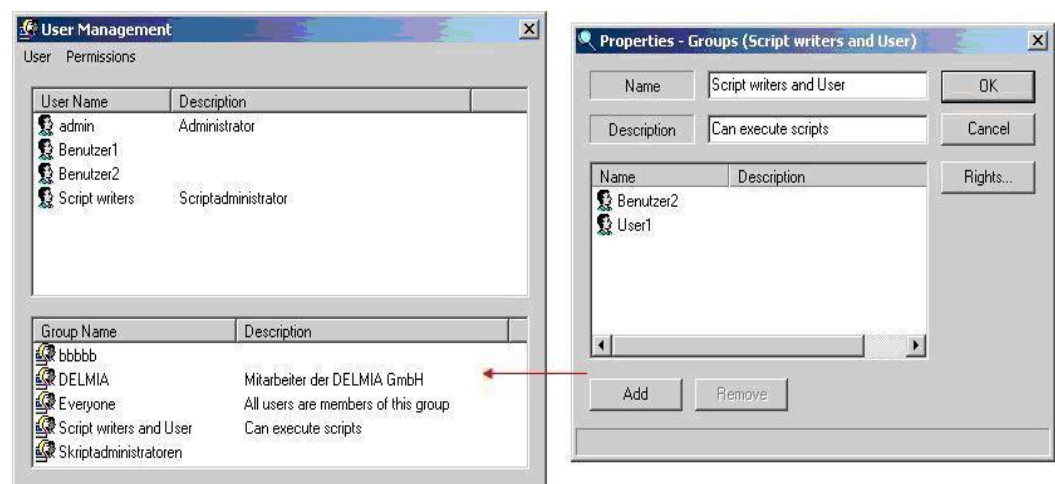 User Management
User Permissions
User Name Description
admin Administrator
Benutzer1
Benutzer2
Script writers Scriptadministrator
Group Name Description
bbbbb
DELMIA Mitarbeiter der DELMIA GmbH
Everyone All users are members of this group
Script writers and User Can execute scripts
Skriptadministratoren
Properties - Groups (Script writers and User)
Name Script writers and User OK
Description Can execute scripts Cancel
Name Description Rights...
Benutzer2
User1
Add Remove